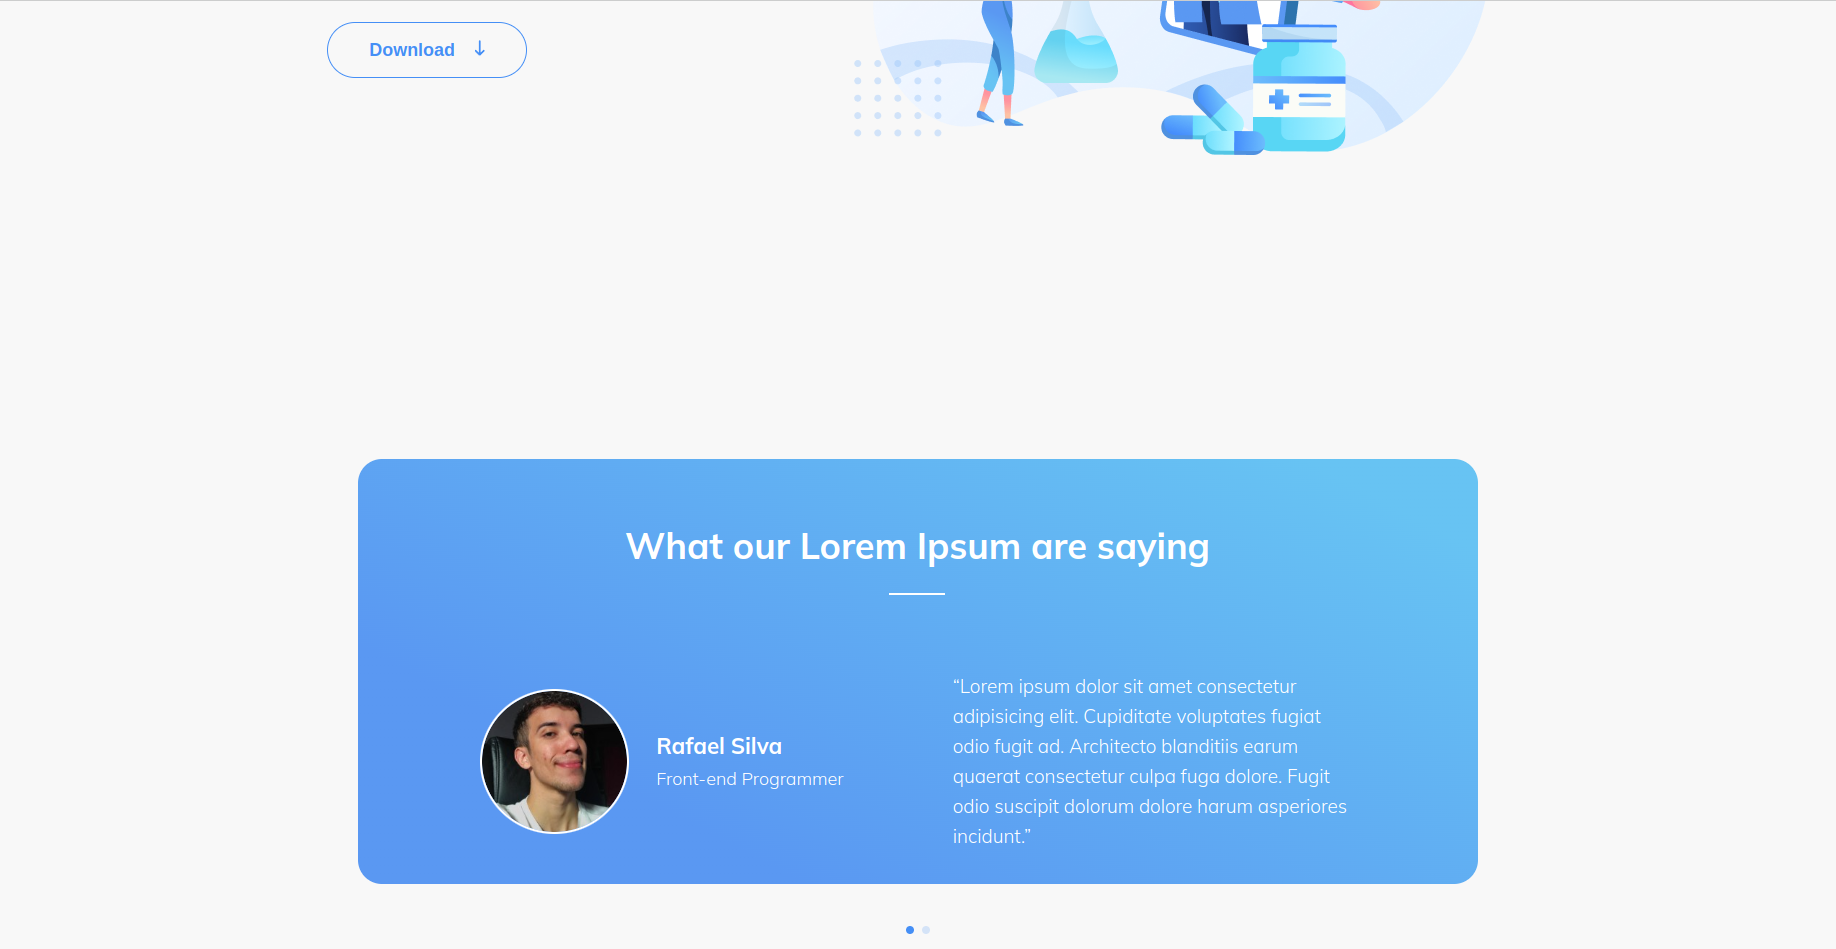 Download
What our Lorem Ipsum are saying
Rafael Silva
Front-end Programmer
“Lorem ipsum dolor sit amet consectetur
adipisicing elit. Cupiditate voluptates fugiat
odio fugit ad. Architecto blanditiis earum
quaerat consectetur culpa fuga dolore. Fugit
odio suscipit dolorum dolore harum asperiores
incidunt.”